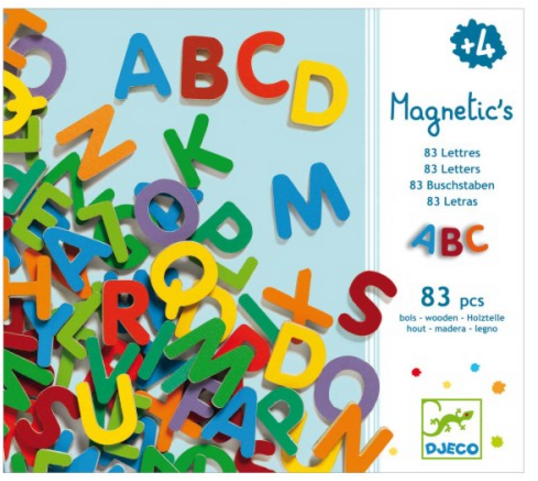 +4
ABCD
Magnetic's
83 Lettres
83 Letters
83 Buschstaben
83 Letras
ABC
83 pcs
bois - wooden - Holzteile
hout - madera - legno
DJECO
M
K
N
O
P
Q
X
S
R
D
M
A
H
Y
U
S
F
A
P
O
N